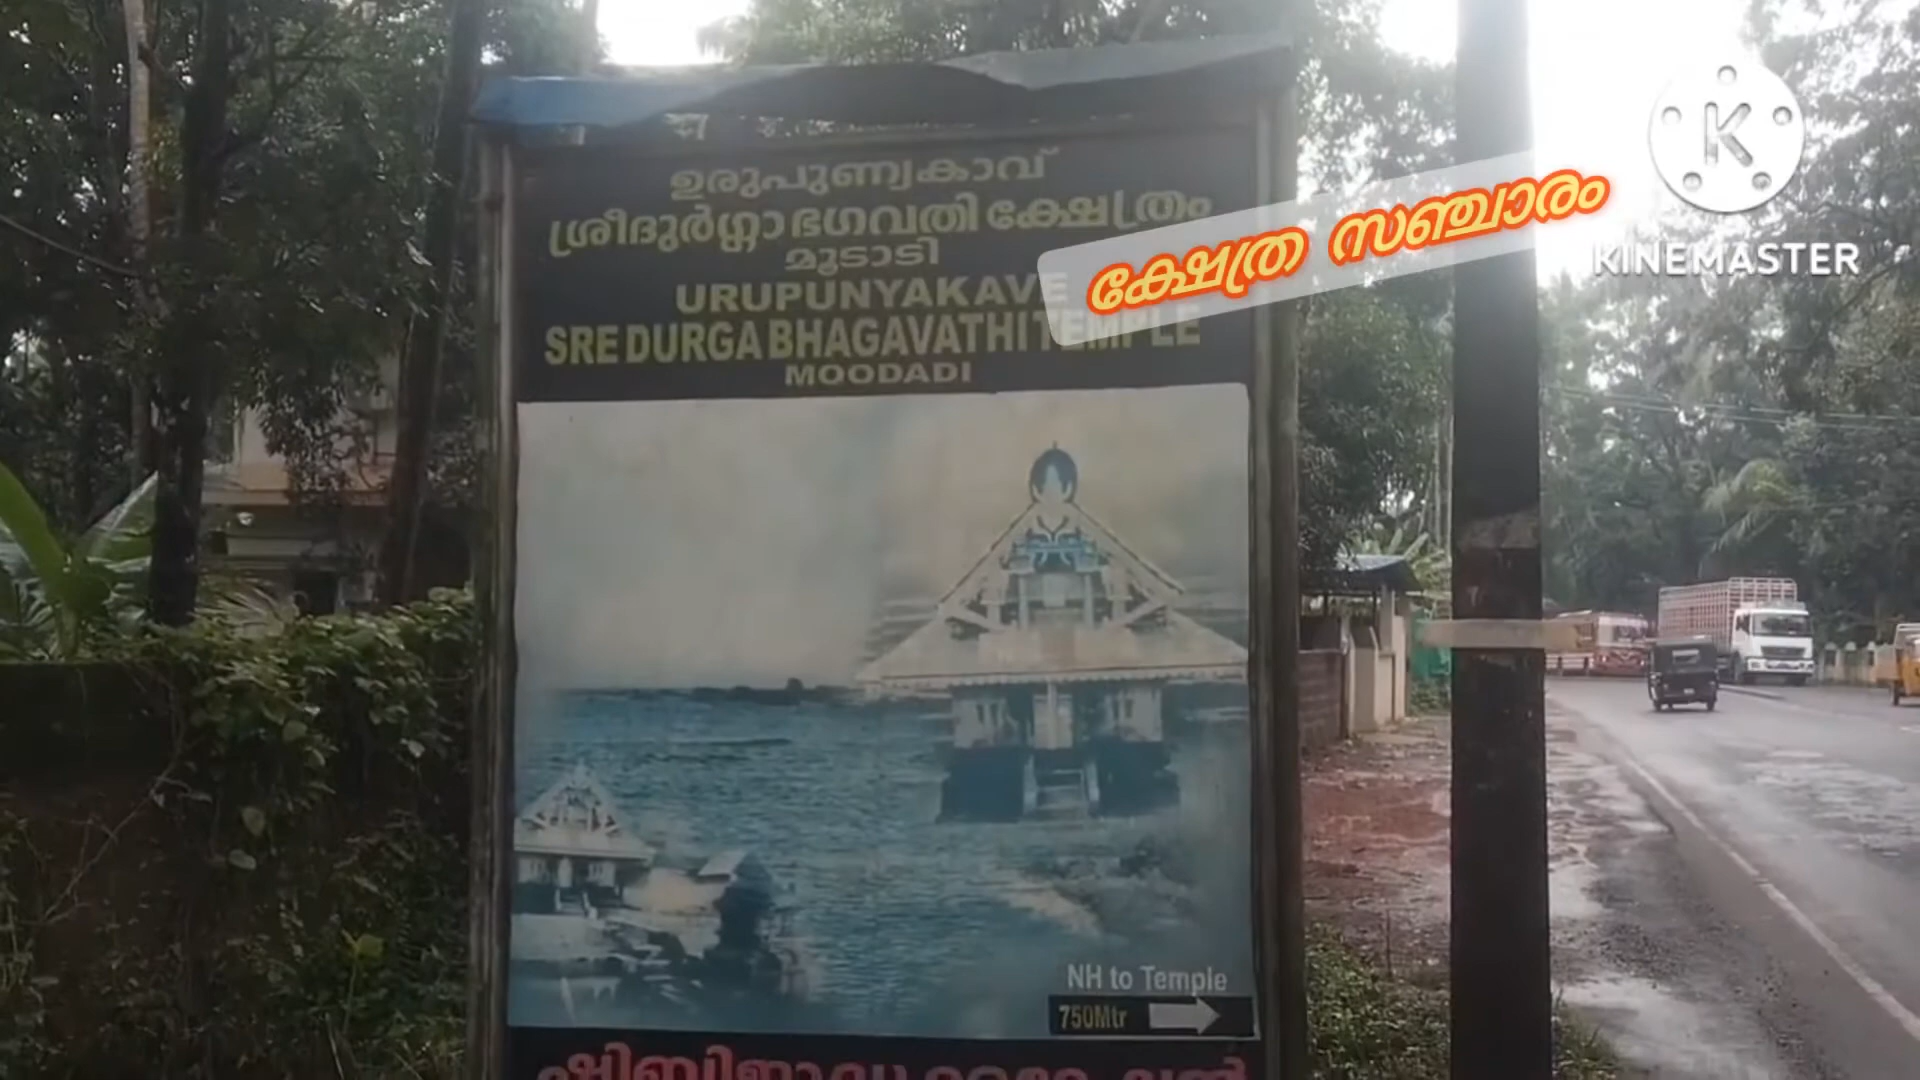 ഉരുപുണ്യകാവ്
ശ്രീദുർഗ്ഗാ ഭഗവതി ക്ഷേത്രം
മൂടാടി
URUPUNYAKAVE
SRE DURGA BHAGAVATHI TEMPLE
MOODADI
ക്ഷേത്ര സഞ്ചാരം
K
KINEMASTER
NH to Temple
750Mtr